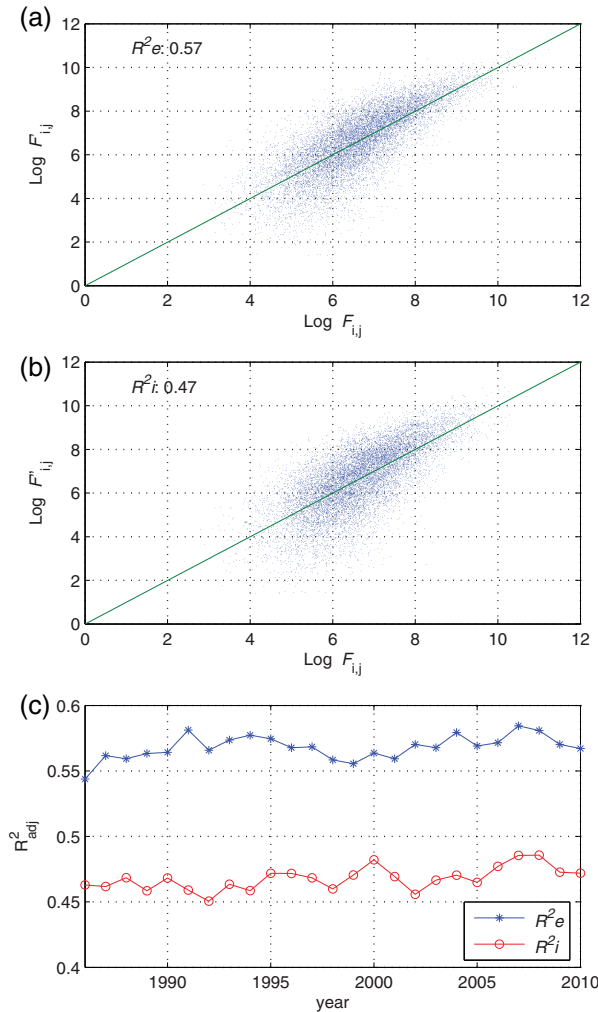 (a)
12
10
8
6
4
2
0
Log F'i,j
R²e: 0.57
0 2 4 6 8 10 12
Log Fi,j
(b)
12
10
8
6
4
2
0
Log F''i,j
R²i: 0.47
0 2 4 6 8 10 12
Log Fi,j
(c)
0.6
0.55
0.5
0.45
0.4
R²adj
R²e
R²i
1990 1995 2000 2005 2010
year